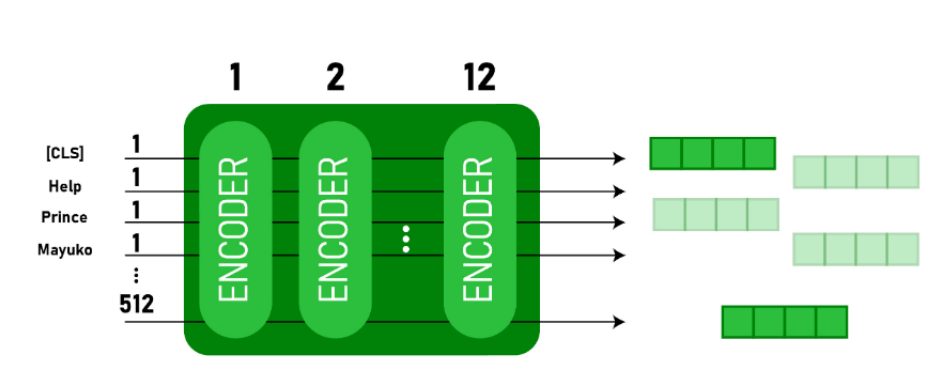 1 2 12
[CLS] 1
Help 1
Prince 1
Mayuko 1
512
ENCODER ENCODER ENCODER